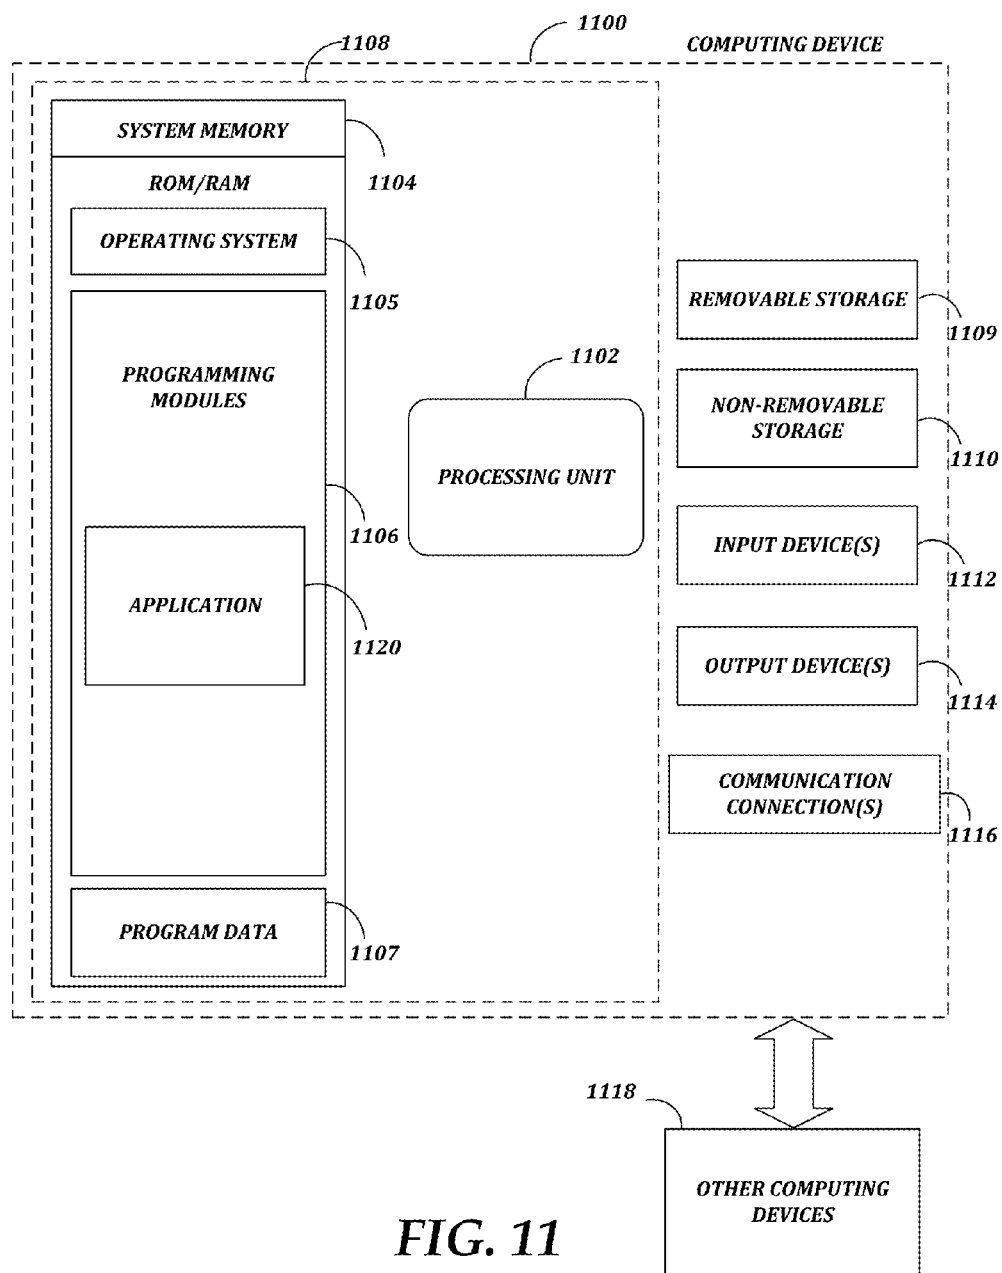 1100
1108
COMPUTING DEVICE
SYSTEM MEMORY
1104
ROM/RAM
OPERATING SYSTEM
1105
PROGRAMMING
MODULES
1106
APPLICATION
1120
PROGRAM DATA
1107
1102
PROCESSING UNIT
REMOVABLE STORAGE
1109
NON-REMOVABLE
STORAGE
1110
INPUT DEVICE(S)
1112
OUTPUT DEVICE(S)
1114
COMMUNICATION
CONNECTION(S)
1116
1118
OTHER COMPUTING
DEVICES
FIG. 11